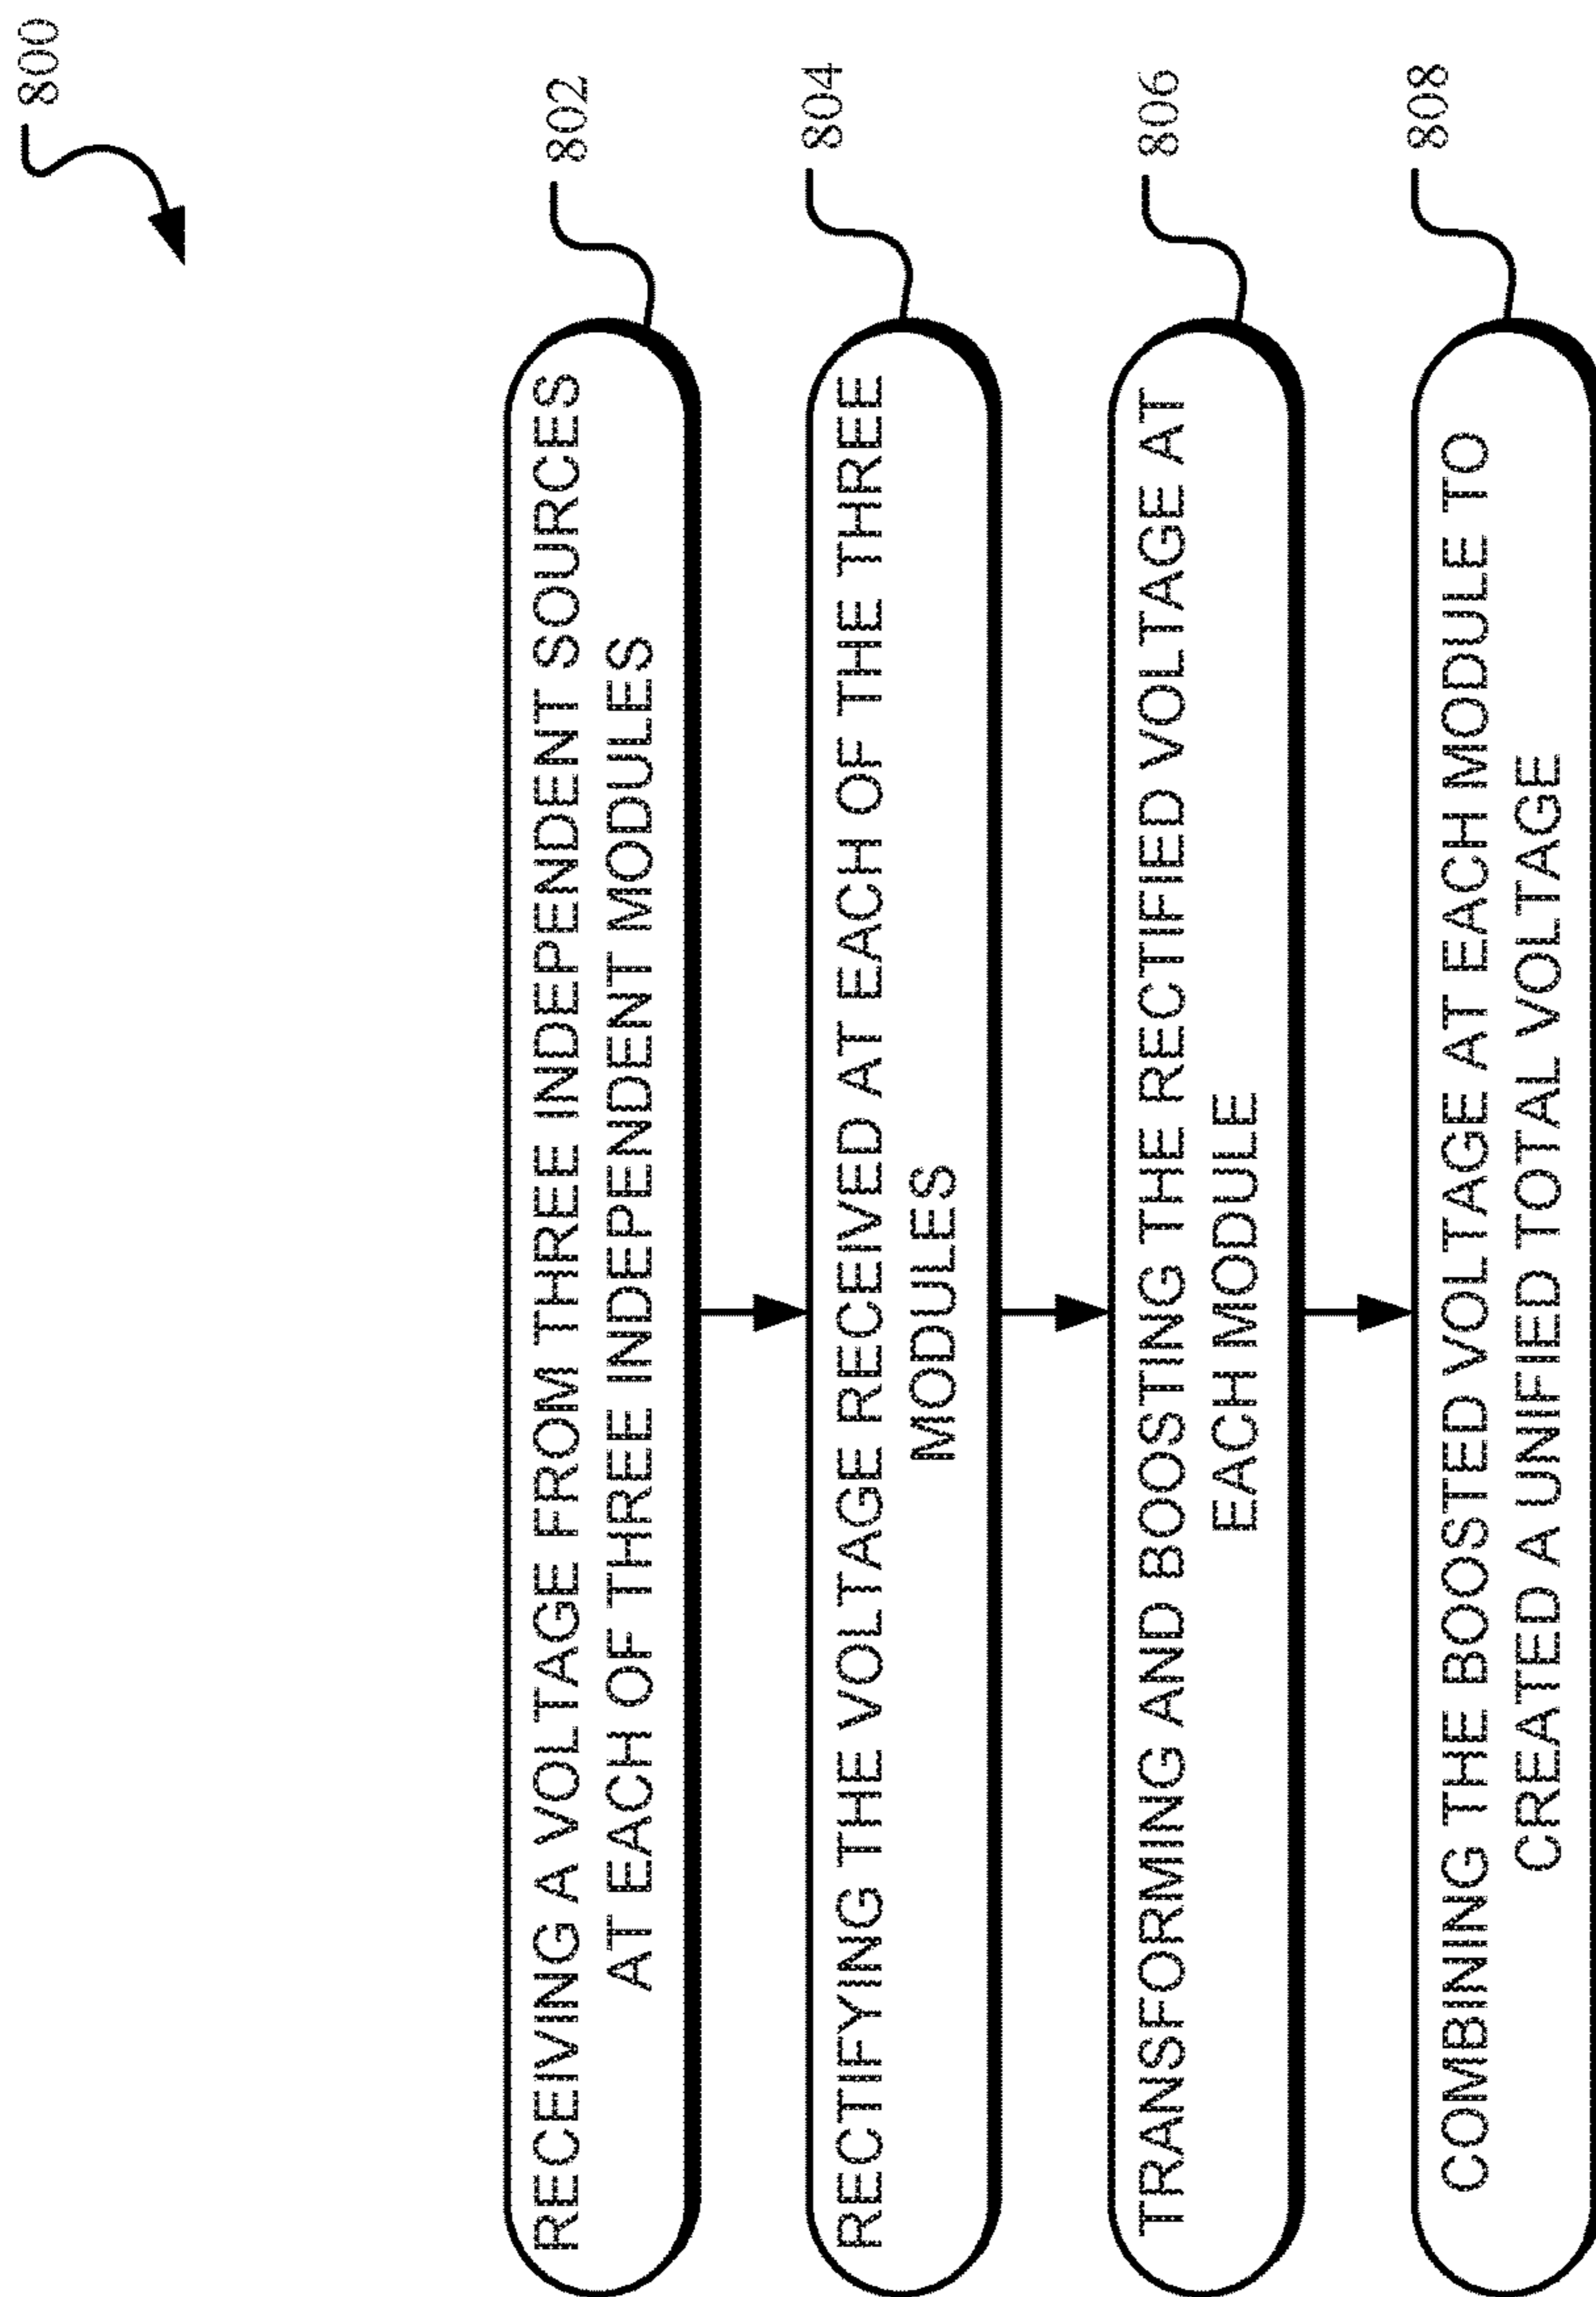 800
RECEIVING A VOLTAGE FROM THREE INDEPENDENT SOURCES
AT EACH OF THREE INDEPENDENT MODULES
802
RECTIFYING THE VOLTAGE RECEIVED AT EACH OF THE THREE
MODULES
804
TRANSFORMING AND BOOSTING THE RECTIFIED VOLTAGE AT
EACH MODULE
806
COMBINING THE BOOSTED VOLTAGE AT EACH MODULE TO
CREATED A UNIFIED TOTAL VOLTAGE
808